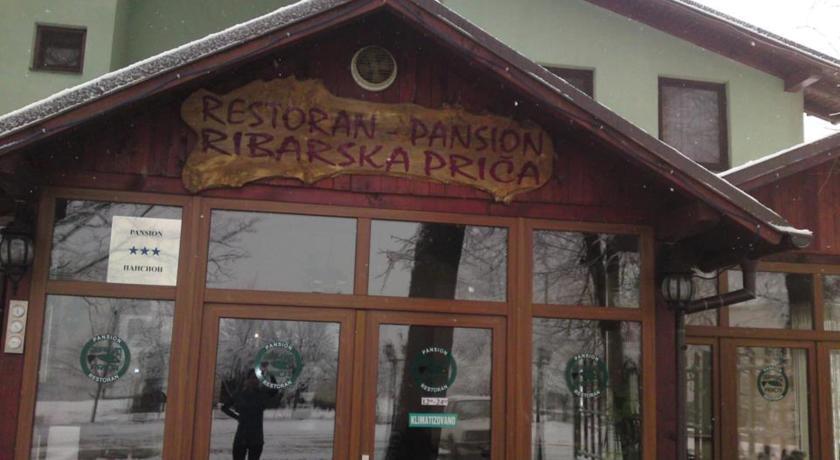 RESTORAN - PANSION
RIBARSKA PRIČA
PANSION
★★★
ПАНСИОН
PANSION
RESTORAN
PANSION
RESTORAN
PANSION
RESTORAN
PANSION
RESTORAN
KLIMATIZOVANO